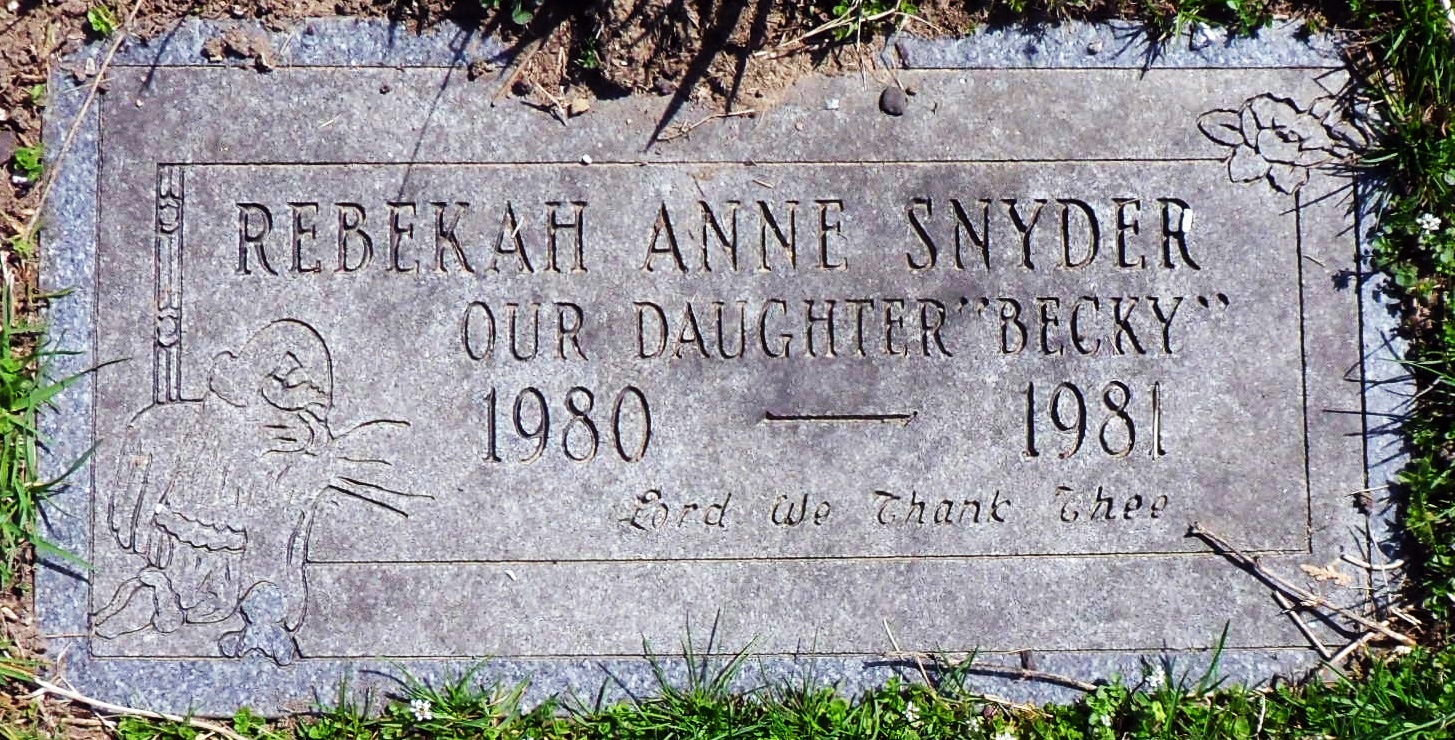 REBEKAH ANNE SNYDER
OUR DAUGHTER "BECKY"
1980 — 1981
Lord We Thank Thee